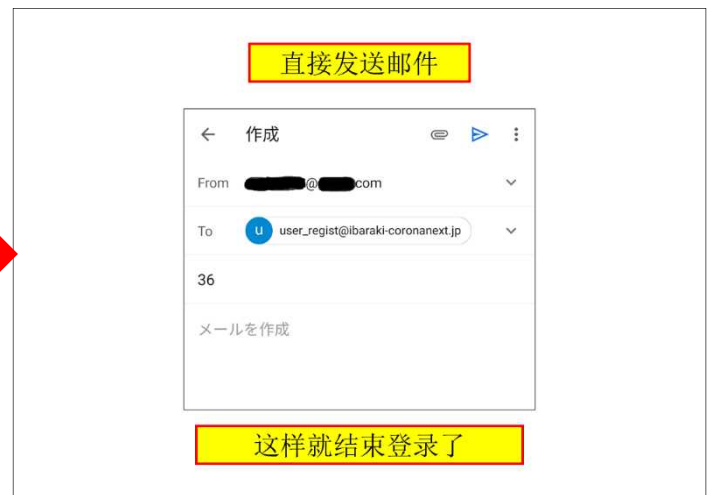 直接发送邮件
作成
From @ com
To u user_regist@ibaraki-coronanext.jp
36
メールを作成
这样就结束登录了